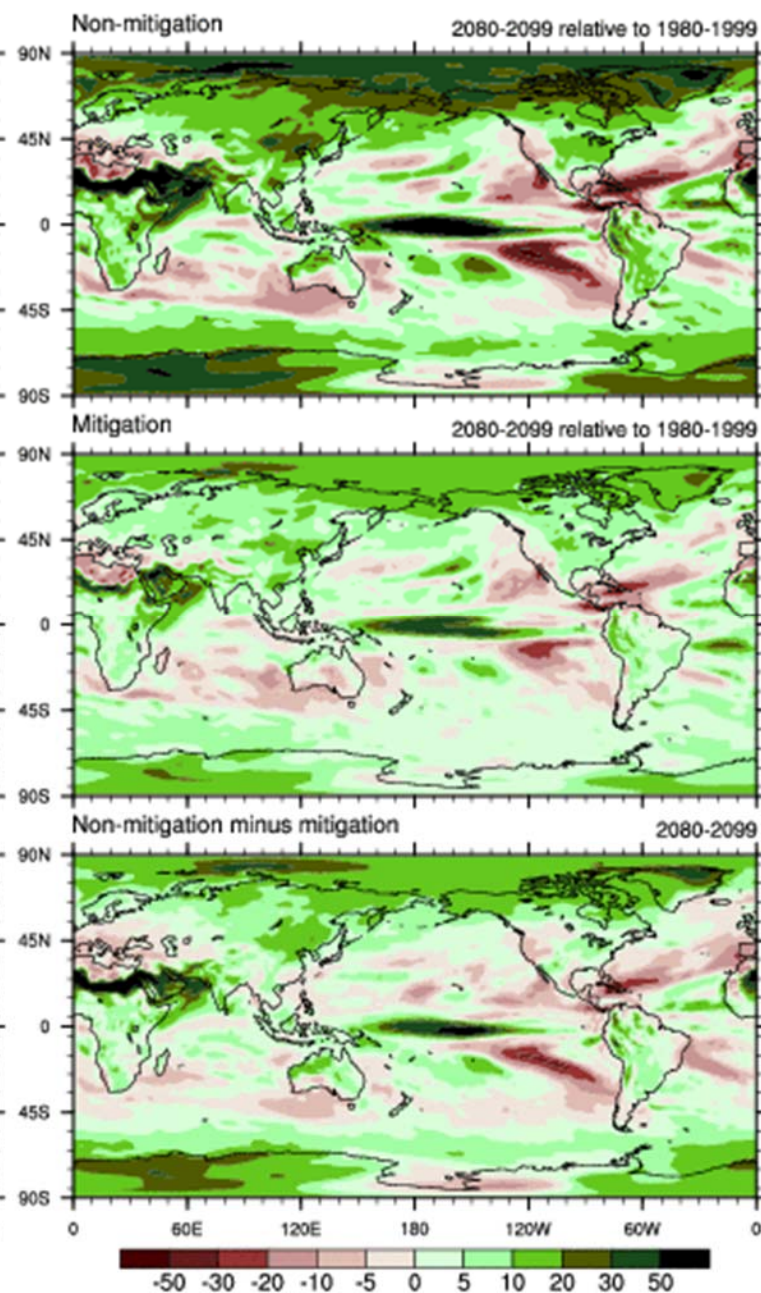 Non-mitigation 2080-2099 relative to 1980-1999
90N
45N
0
45S
90S
Mitigation 2080-2099 relative to 1980-1999
90N
45N
0
45S
90S
Non-mitigation minus mitigation 2080-2099
90N
45N
0
45S
90S
0 60E 120E 180 120W 60W 0
-50 -30 -20 -10 -5 0 5 10 20 30 50